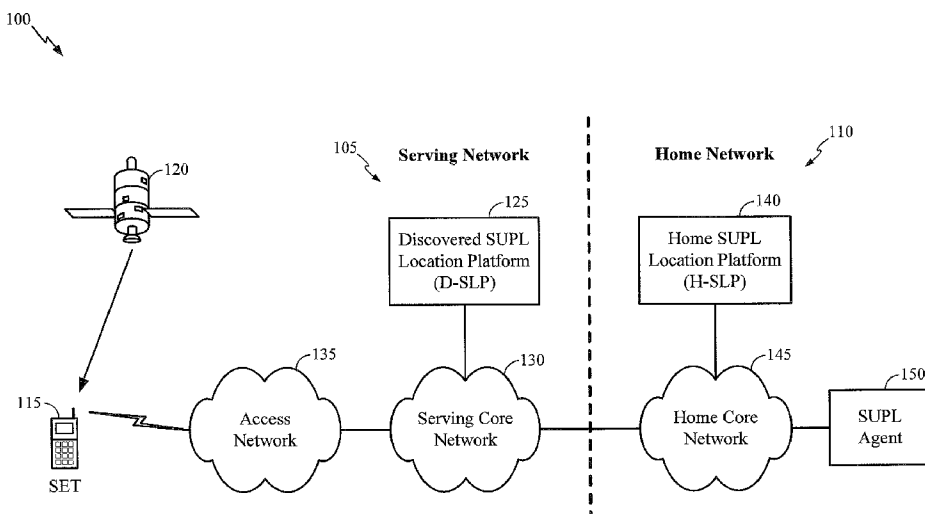 100
105
Serving Network
Home Network
110
120
125
Discovered SUPL
Location Platform
(D-SLP)
140
Home SUPL
Location Platform
(H-SLP)
135
Access
Network
130
Serving Core
Network
145
Home Core
Network
150
SUPL
Agent
115
SET